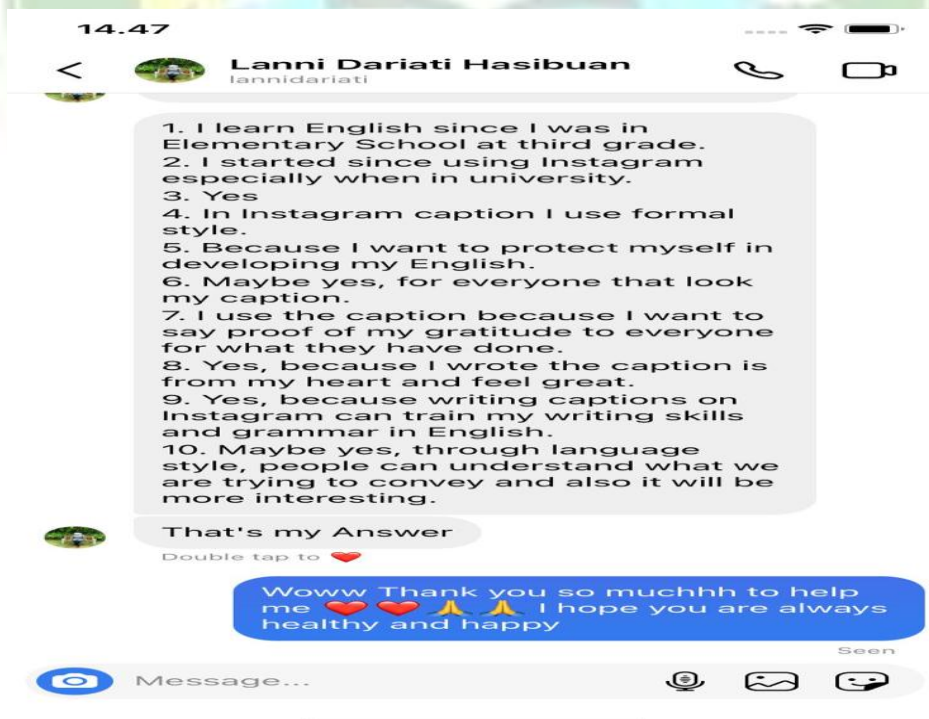 14.47
Lanni Dariati Hasibuan
lannidariati
1. I learn English since I was in
Elementary School at third grade.
2. I started since using Instagram
especially when in university.
3. Yes
4. In Instagram caption I use formal
style.
5. Because I want to protect myself in
developing my English.
6. Maybe yes, for everyone that look
my caption.
7. I use the caption because I want to
say proof of my gratitude to everyone
for what they have done.
8. Yes, because I wrote the caption is
from my heart and feel great.
9. Yes, because writing captions on
Instagram can train my writing skills
and grammar in English.
10. Maybe yes, through language
style, people can understand what we
are trying to convey and also it will be
more interesting.
That's my Answer
Double tap to ❤️
Woww Thank you so muchhh to help
me ❤️ ❤️ 🙏 🙏 I hope you are always
healthy and happy
Seen
Message...